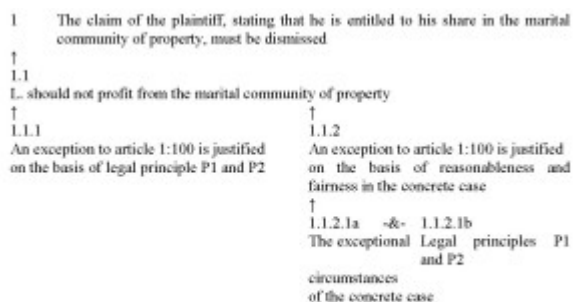 1 The claim of the plaintiff, stating that he is entitled to his share in the marital
community of property, must be dismissed
↑
1.1
L. should not profit from the marital community of property
↑ ↑
1.1.1 1.1.2
An exception to article 1:100 is justified An exception to article 1:100 is justified
on the basis of legal principle P1 and P2 on the basis of reasonableness and
fairness in the concrete case
↑
1.1.2.1a -&- 1.1.2.1b
The exceptional Legal principles P1
and P2
circumstances
of the concrete case